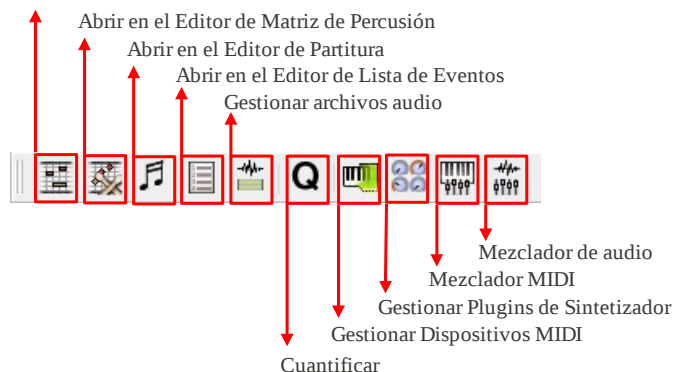 Abrir en el Editor de Matriz de Percusión
Abrir en el Editor de Partitura
Abrir en el Editor de Lista de Eventos
Gestionar archivos audio
Q
Mezclador de audio
Mezclador MIDI
Gestionar Plugins de Sintetizador
Gestionar Dispositivos MIDI
Cuantificar